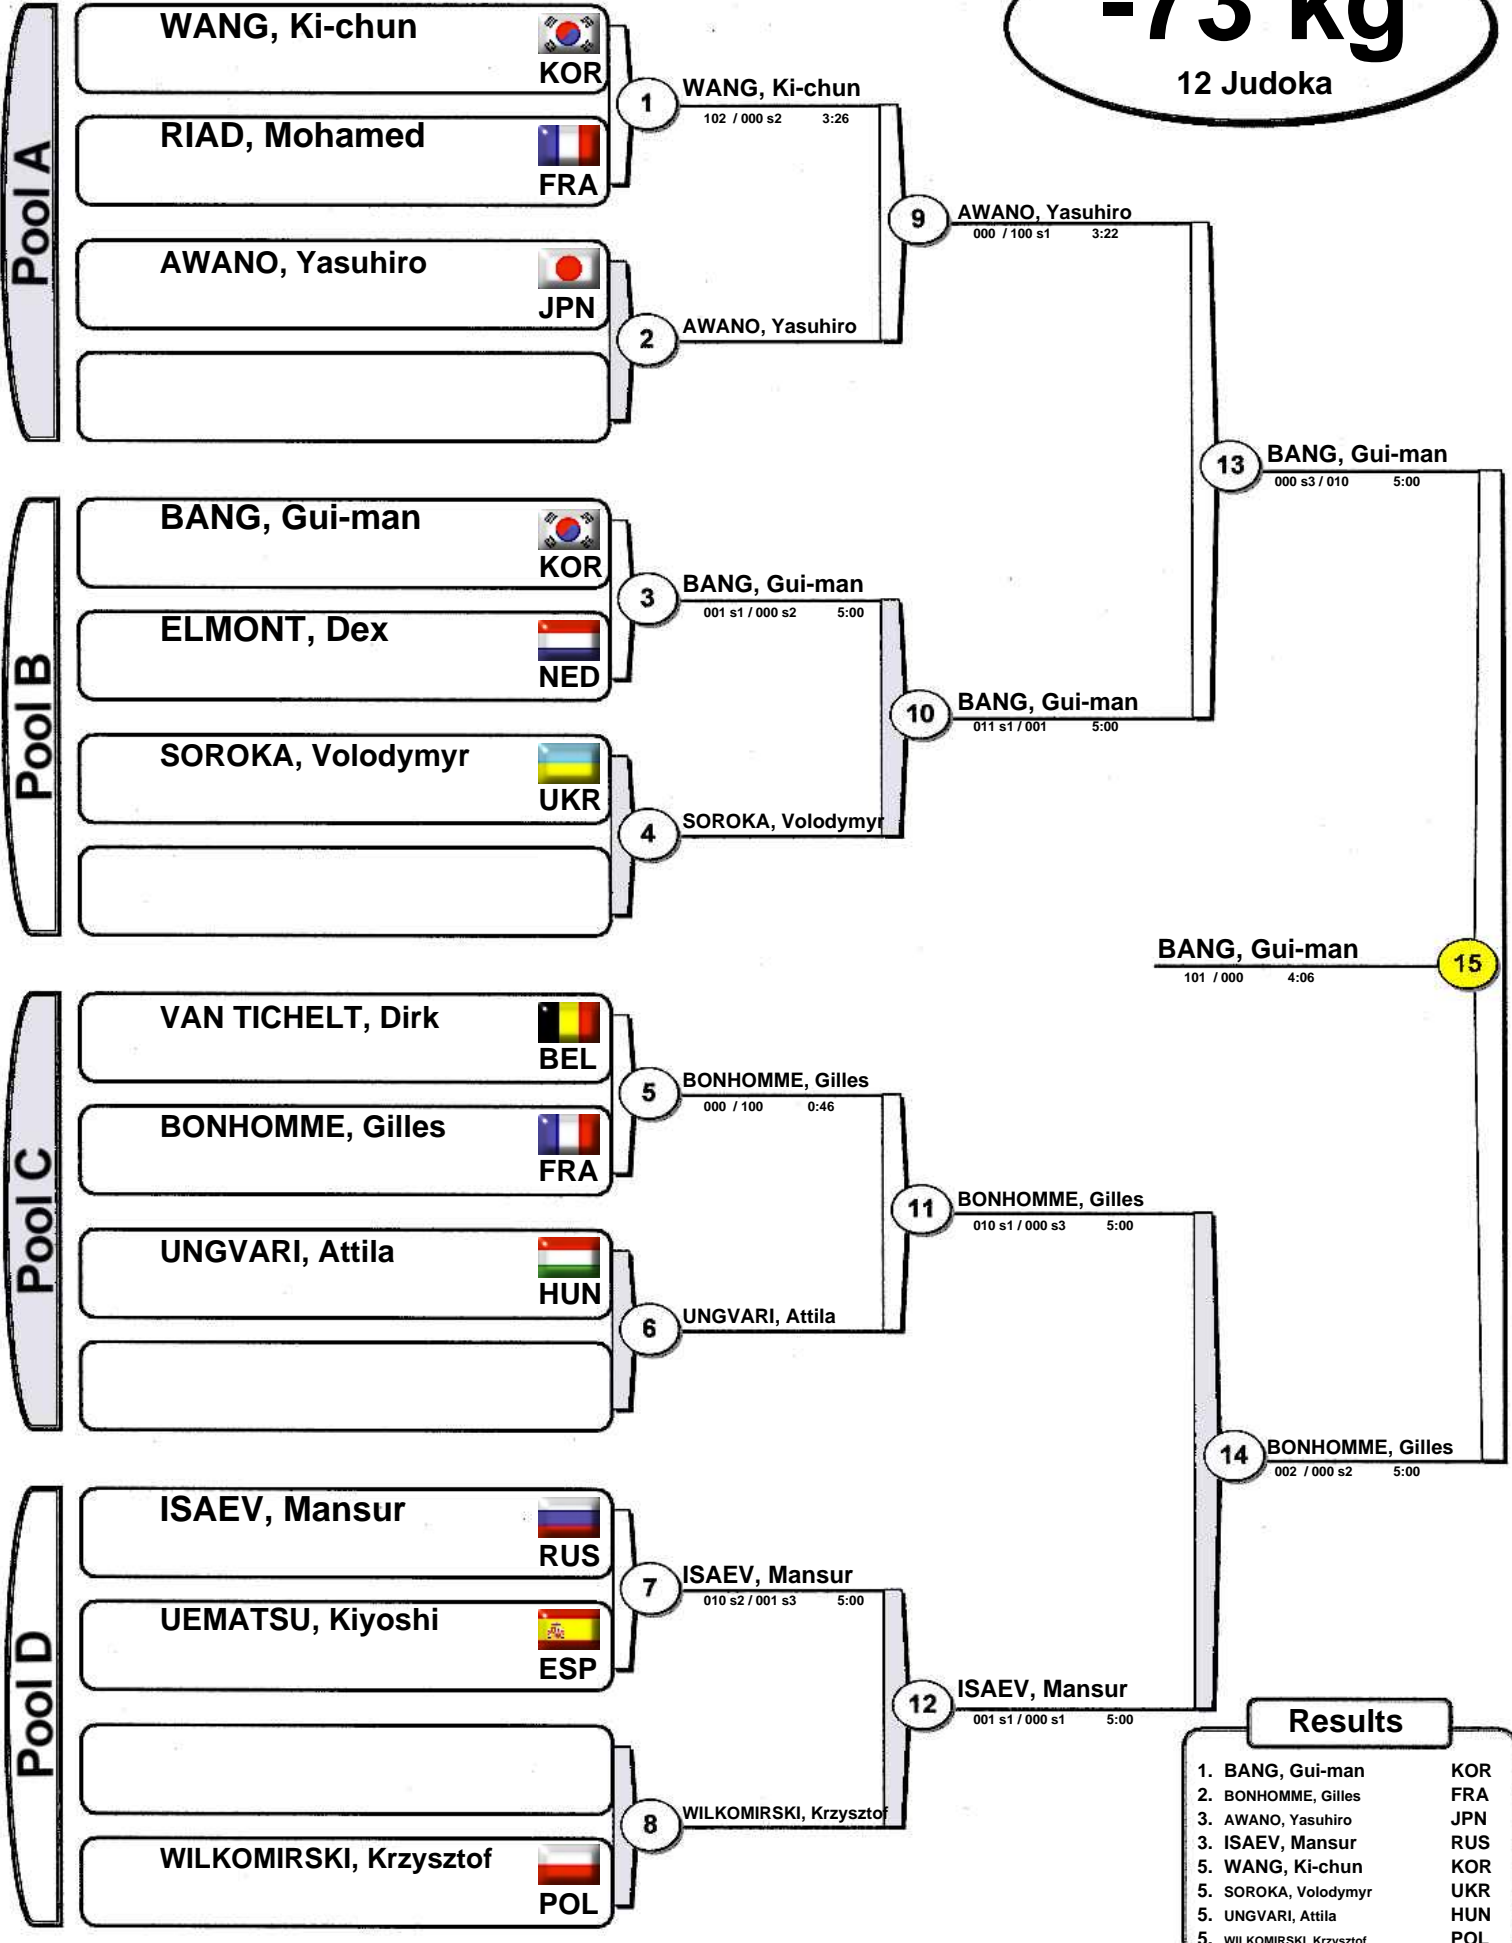 -73 kg
12 Judoka
Pool A
WANG, Ki-chun
KOR
RIAD, Mohamed
FRA
AWANO, Yasuhiro
JPN
1
WANG, Ki-chun
102 / 000 s2 3:26
2
AWANO, Yasuhiro
9
AWANO, Yasuhiro
000 / 100 s1 3:22
Pool B
BANG, Gui-man
KOR
ELMONT, Dex
NED
SOROKA, Volodymyr
UKR
3
BANG, Gui-man
001 s1 / 000 s2 5:00
4
SOROKA, Volodymyr
10
BANG, Gui-man
011 s1 / 001 5:00
13
BANG, Gui-man
000 s3 / 010 5:00
BANG, Gui-man
101 / 000 4:06
15
Pool C
VAN TICHELT, Dirk
BEL
BONHOMME, Gilles
FRA
UNGVARI, Attila
HUN
5
BONHOMME, Gilles
000 / 100 0:46
6
UNGVARI, Attila
11
BONHOMME, Gilles
010 s1 / 000 s3 5:00
Pool D
ISAEV, Mansur
RUS
UEMATSU, Kiyoshi
ESP
WILKOMIRSKI, Krzysztof
POL
7
ISAEV, Mansur
010 s2 / 001 s3 5:00
8
WILKOMIRSKI, Krzysztof
12
ISAEV, Mansur
001 s1 / 000 s1 5:00
14
BONHOMME, Gilles
002 / 000 s2 5:00
Results
1. BANG, Gui-man KOR
2. BONHOMME, Gilles FRA
3. AWANO, Yasuhiro JPN
3. ISAEV, Mansur RUS
5. WANG, Ki-chun KOR
5. SOROKA, Volodymyr UKR
5. UNGVARI, Attila HUN
5. WILKOMIRSKI, Krzysztof POL